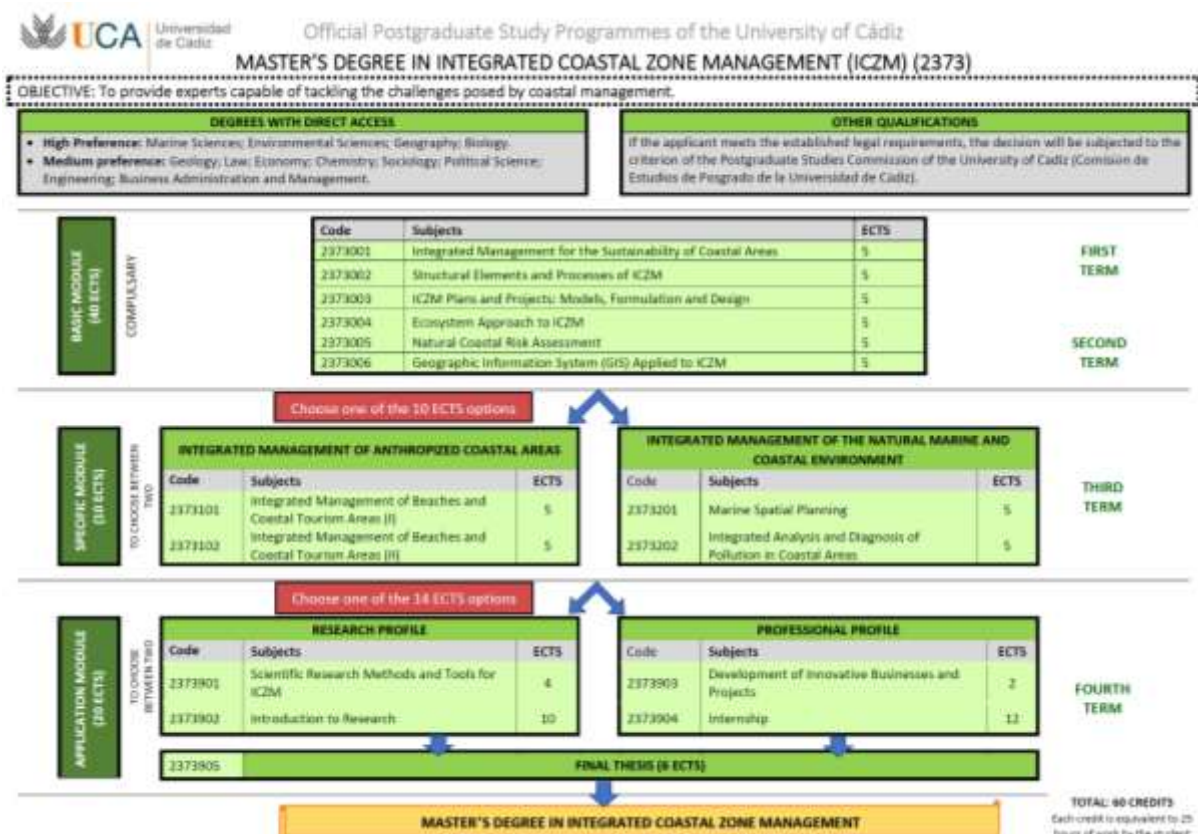 UCA
Universidad
de Cádiz
Official Postgraduate Study Programmes of the University of Cádiz
MASTER'S DEGREE IN INTEGRATED COASTAL ZONE MANAGEMENT (ICZM) (2373)
OBJECTIVE: To provide experts capable of tackling the challenges posed by coastal management.
DEGREES WITH DIRECT ACCESS
• High Preference: Marine Sciences; Environmental Sciences; Geography; Biology.
• Medium preference: Geology; Law; Economy; Chemistry; Sociology; Political Science;
Engineering; Business Administration and Management.
OTHER QUALIFICATIONS
If the applicant meets the established legal requirements, the decision will be subjected to the
criterion of the Postgraduate Studies Commission of the University of Cadiz (Comisión de
Estudios de Posgrado de la Universidad de Cádiz).
BASIC MODULE
(40 ECTS)
COMPULSARY
Code Subjects ECTS
2373001 Integrated Management for the Sustainability of Coastal Areas 5
2373002 Structural Elements and Processes of ICZM 5
2373003 ICZM Plans and Projects: Models, Formulation and Design 5
2373004 Ecosystem Approach to ICZM 5
2373005 Natural Coastal Risk Assessment 5
2373006 Geographic Information System (GIS) Applied to ICZM 5
FIRST
TERM
SECOND
TERM
Choose one of the 10 ECTS options
SPECIFIC MODULE
(10 ECTS)
TO CHOOSE BETWEEN
TWO
INTEGRATED MANAGEMENT OF ANTHROPIZED COASTAL AREAS
Code Subjects ECTS
2373101 Integrated Management of Beaches and
Coastal Tourism Areas (I) 5
2373102 Integrated Management of Beaches and
Coastal Tourism Areas (II) 5
INTEGRATED MANAGEMENT OF THE NATURAL MARINE AND
COASTAL ENVIRONMENT
Code Subjects ECTS
2373201 Marine Spatial Planning 5
2373202 Integrated Analysis and Diagnosis of
Pollution in Coastal Areas 5
THIRD
TERM
Choose one of the 14 ECTS options
APPLICATION MODULE
(20 ECTS)
TO CHOOSE
BETWEEN TWO
RESEARCH PROFILE
Code Subjects ECTS
2373901 Scientific Research Methods and Tools for
ICZM 4
2373902 Introduction to Research 10
PROFESSIONAL PROFILE
Code Subjects ECTS
2373903 Development of Innovative Businesses and
Projects 2
2373904 Internship 12
FOURTH
TERM
2373905 FINAL THESIS (6 ECTS)
MASTER'S DEGREE IN INTEGRATED COASTAL ZONE MANAGEMENT
TOTAL: 60 CREDITS
Each credit is equivalent to 25
hours of work by the student